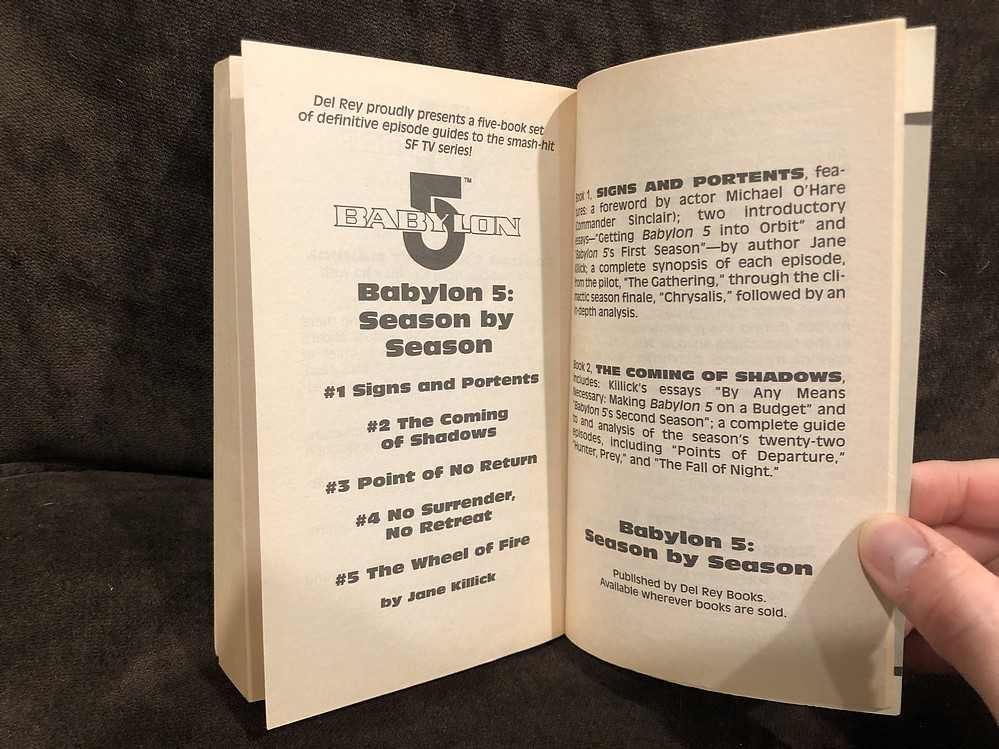 Del Rey proudly presents a five-book set
of definitive episode guides to the smash-hit
SF TV series!
BABYLON 5™
Babylon 5:
Season by
Season
#1 Signs and Portents
#2 The Coming
of Shadows
#3 Point of No Return
#4 No Surrender,
No Retreat
#5 The Wheel of Fire
by Jane Killick
Book 1, SIGNS AND PORTENTS, fea-
tures: a foreword by actor Michael O'Hare
(Commander Sinclair); two introductory
essays—"Getting Babylon 5 into Orbit" and
"Babylon 5's First Season"—by author Jane
Killick; a complete synopsis of each episode,
from the pilot, "The Gathering," through the cli-
mactic season finale, "Chrysalis," followed by an
in-depth analysis.
Book 2, THE COMING OF SHADOWS,
includes: Killick's essays "By Any Means
Necessary: Making Babylon 5 on a Budget" and
"Babylon 5's Second Season"; a complete guide
to and analysis of the season's twenty-two
episodes, including "Points of Departure,"
"Hunter, Prey," and "The Fall of Night."
Babylon 5:
Season by Season
Published by Del Rey Books.
Available wherever books are sold.